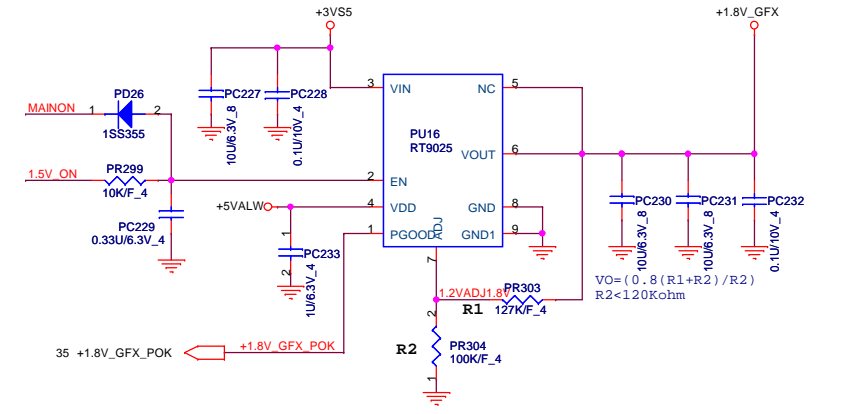 +3VS5
+1.8V_GFX
3
VIN
NC
5
PC227
10U/6.3V_8
PC228
0.1U/10V_4
PD26
MAINON
1
2
1SS355
PU16
RT9025
VOUT
6
1.5V_ON
PR299
10K/F_4
2
EN
PC229
0.33U/6.3V_4
+5VALW
4
VDD
GND
8
1
PGOOD
ADJ
GND1
9
7
PC230
10U/6.3V_8
PC231
10U/6.3V_8
PC232
0.1U/10V_4
1
PC233
2
1U/6.3V_4
VO=(0.8(R1+R2)/R2)
R2<120Kohm
1.2VADJ1.8V
PR303
R1
127K/F_4
2
R2
PR304
100K/F_4
1
35 +1.8V_GFX_POK
+1.8V_GFX_POK